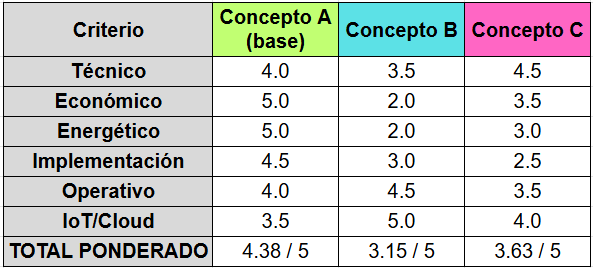 Criterio Concepto A (base) Concepto B Concepto C
Técnico 4.0 3.5 4.5
Económico 5.0 2.0 3.5
Energético 5.0 2.0 3.0
Implementación 4.5 3.0 2.5
Operativo 4.0 4.5 3.5
IoT/Cloud 3.5 5.0 4.0
TOTAL PONDERADO 4.38 / 5 3.15 / 5 3.63 / 5